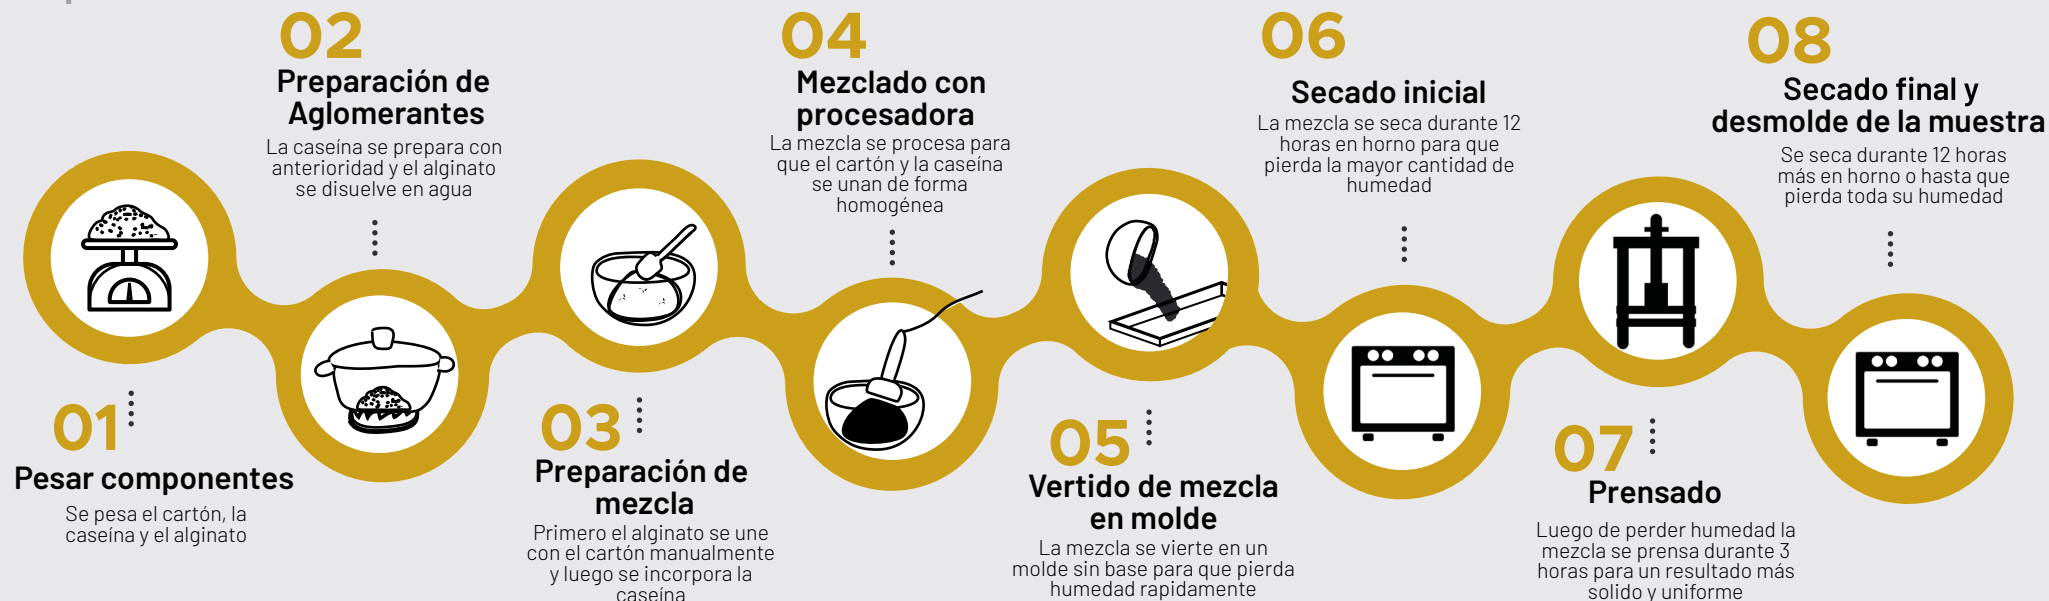 01
Pesar componentes
Se pesa el cartón, la
caseína y el alginato
02
Preparación de
Aglomerantes
La caseína se prepara con
anterioridad y el alginato
se disuelve en agua
03
Preparación de
mezcla
Primero el alginato se une
con el cartón manualmente
y luego se incorpora la
caseína
04
Mezclado con
procesadora
La mezcla se procesa para
que el cartón y la caseína
se unan de forma
homogénea
05
Vertido de mezcla
en molde
La mezcla se vierte en un
molde sin base para que pierda
humedad rapidamente
06
Secado inicial
La mezcla se seca durante 12
horas en horno para que
pierda la mayor cantidad de
humedad
07
Prensado
Luego de perder humedad la
mezcla se prensa durante 3
horas para un resultado más
solido y uniforme
08
Secado final y
desmolde de la muestra
Se seca durante 12 horas
más en horno o hasta que
pierda toda su humedad